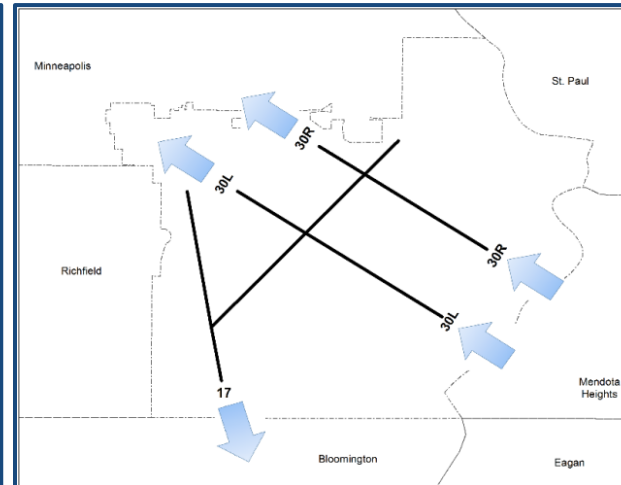 Minneapolis
St. Paul
30R
30L
Richfield
30R
30L
Mendota
Heights
17
Bloomington
Eagan